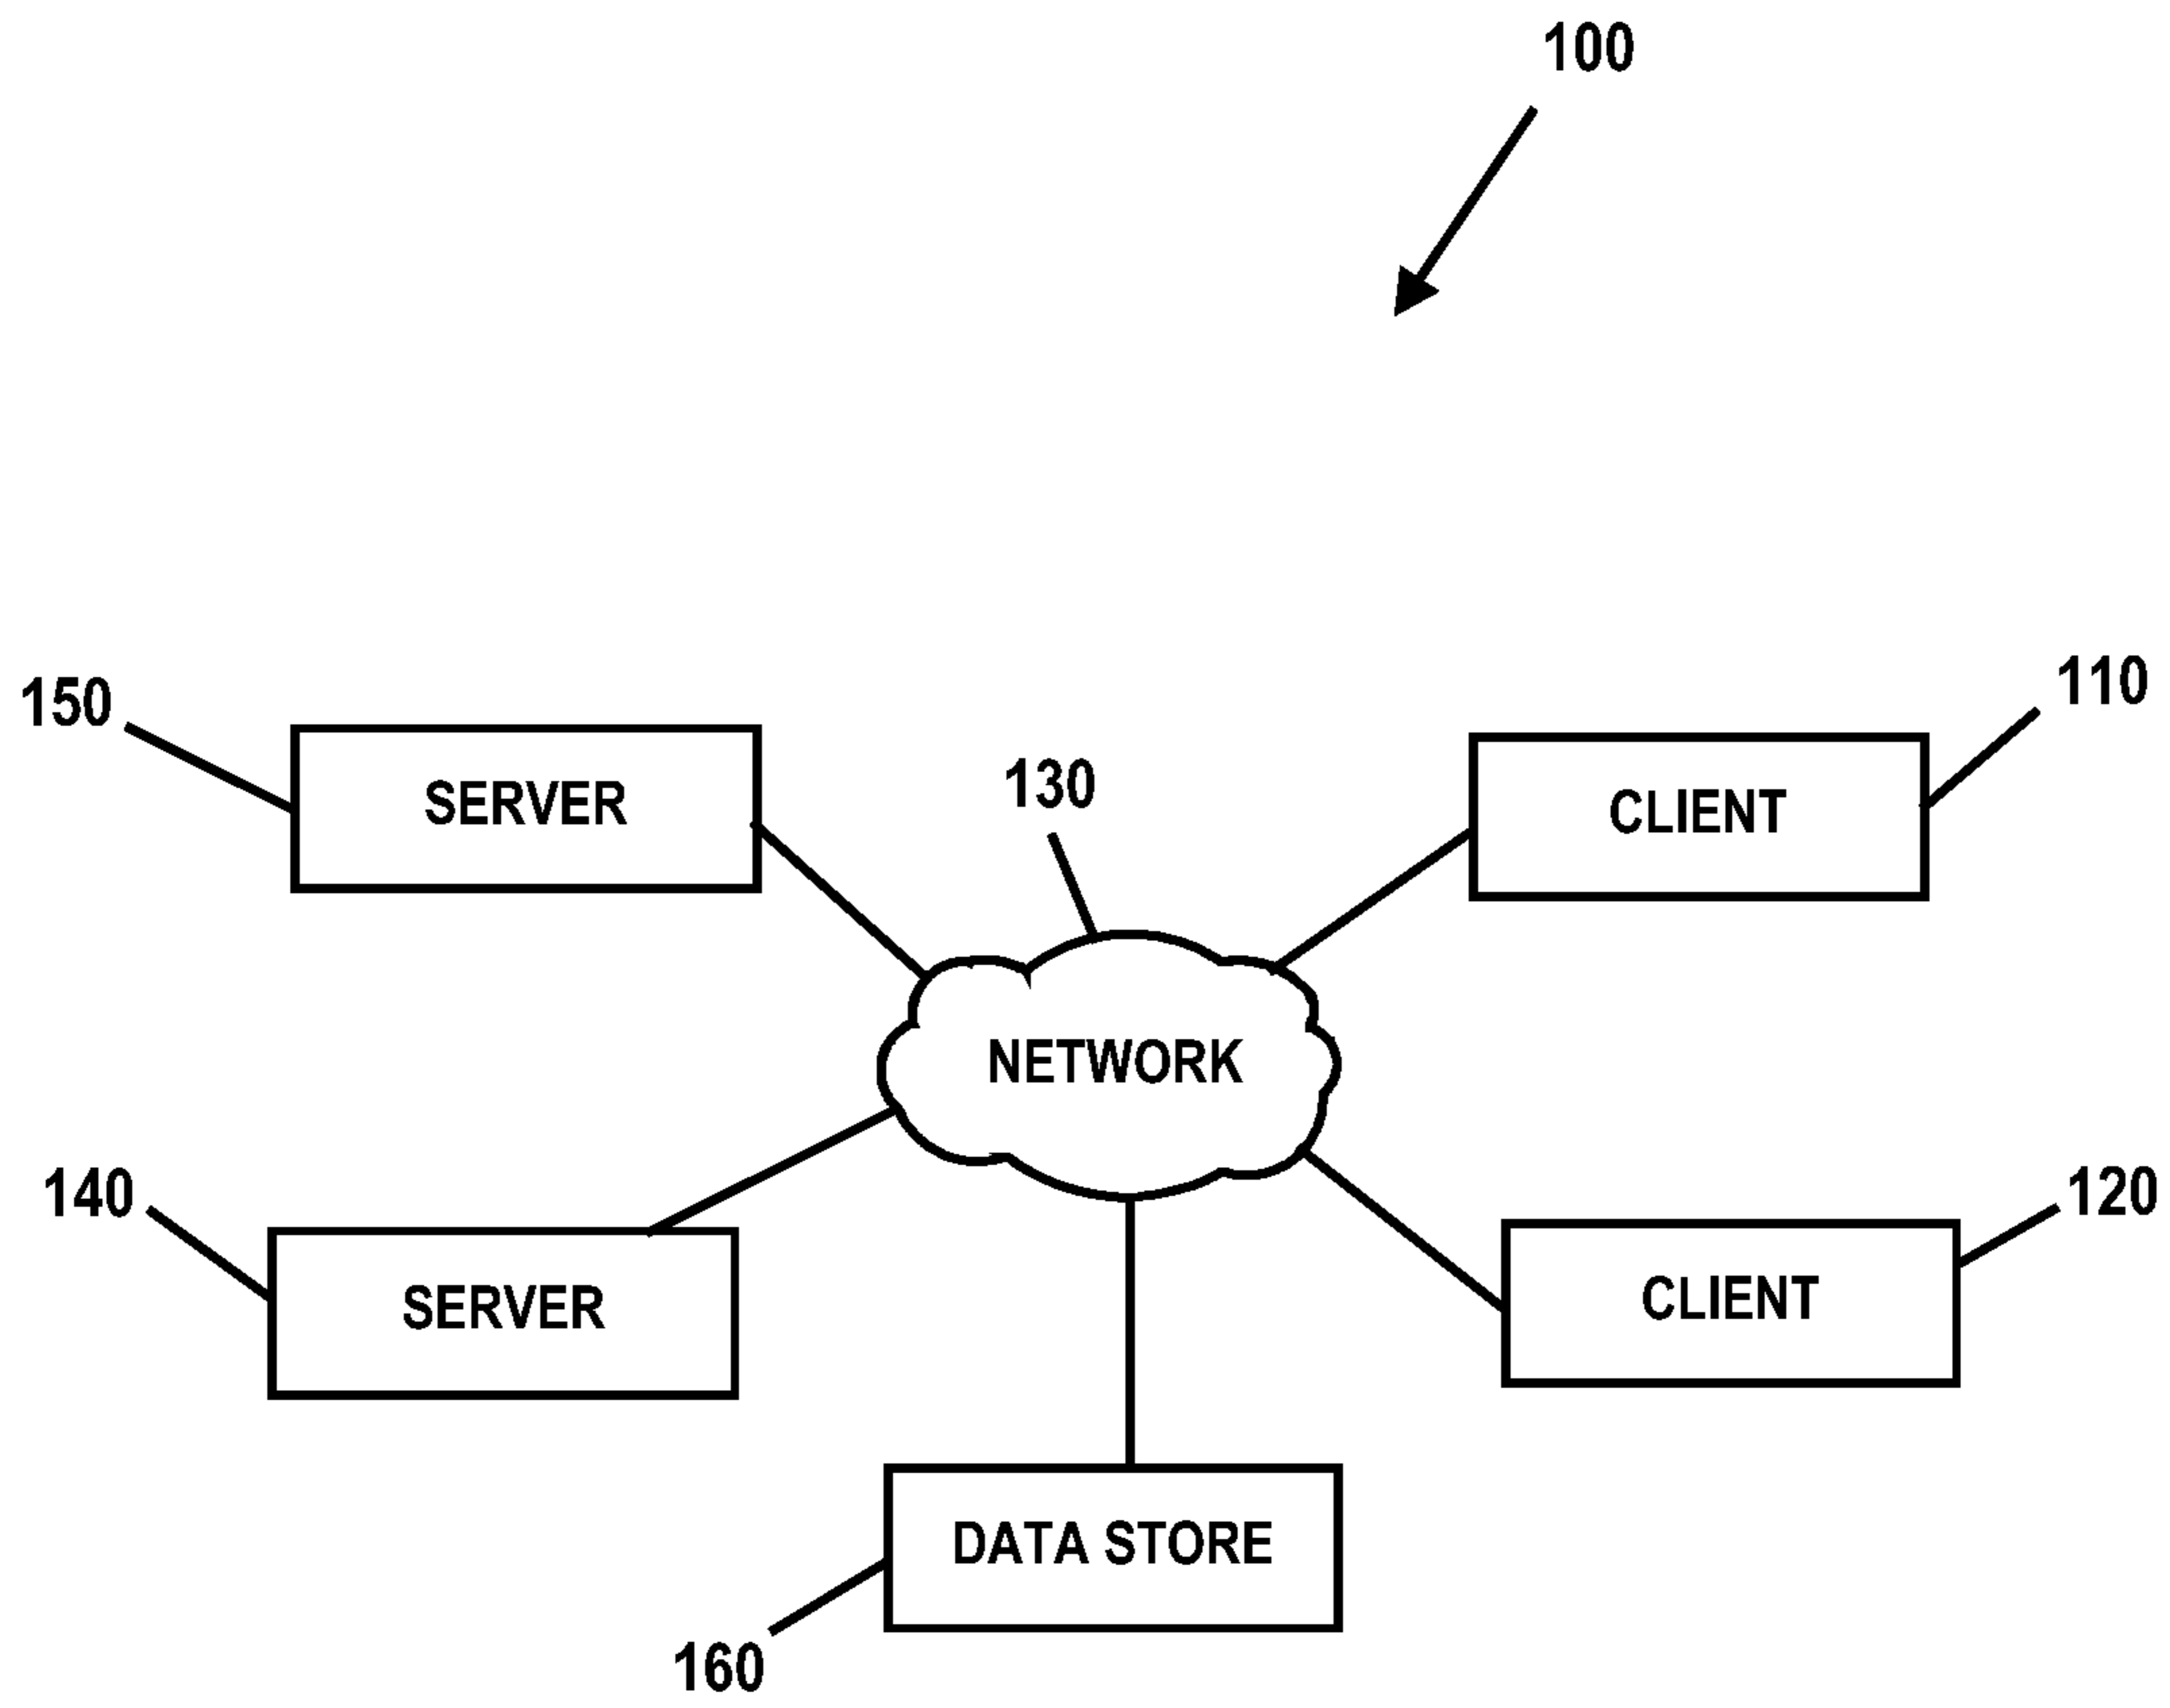 100
150
110
SERVER
130
CLIENT
NETWORK
140
120
SERVER
CLIENT
DATA STORE
160